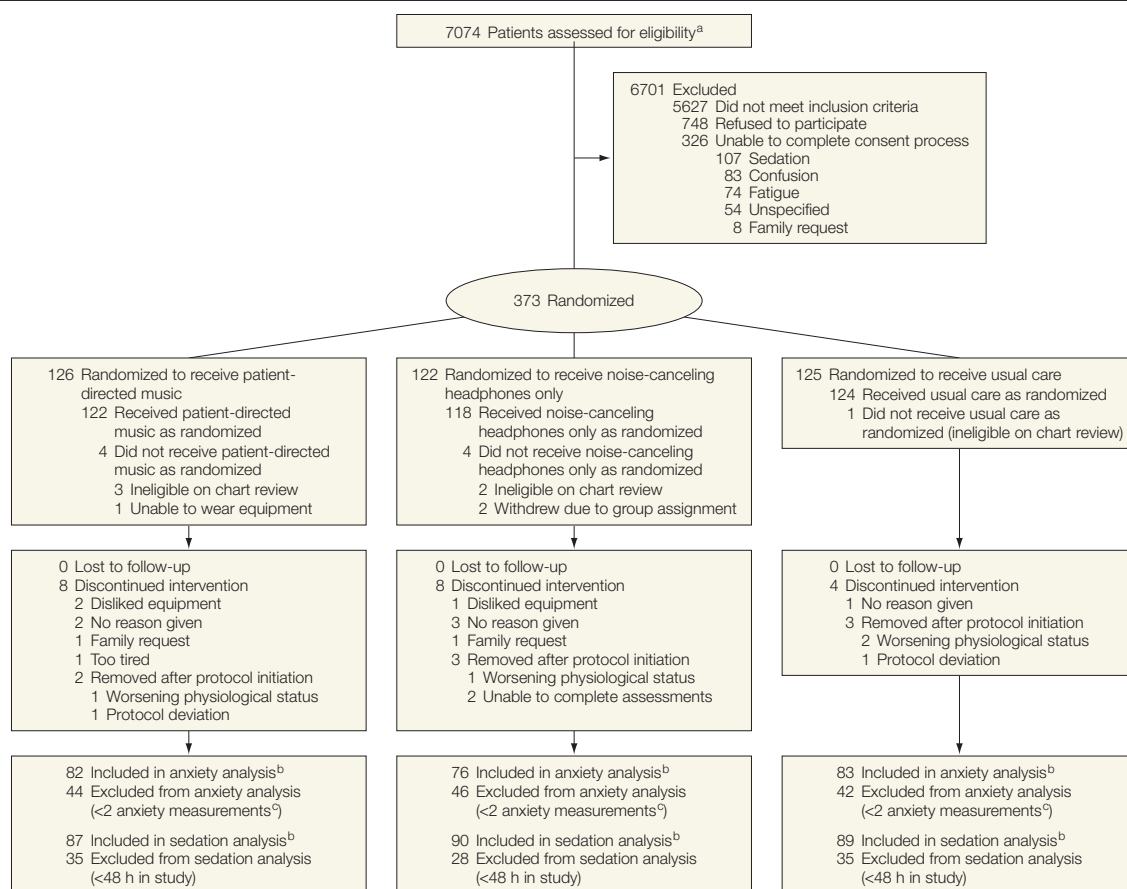 7074 Patients assessed for eligibilityᵃ
6701 Excluded
5627 Did not meet inclusion criteria
748 Refused to participate
326 Unable to complete consent process
107 Sedation
83 Confusion
74 Fatigue
54 Unspecified
8 Family request
373 Randomized
126 Randomized to receive patient-
directed music
122 Received patient-directed
music as randomized
4 Did not receive patient-directed
music as randomized
3 Ineligible on chart review
1 Unable to wear equipment
122 Randomized to receive noise-canceling
headphones only
118 Received noise-canceling
headphones only as randomized
4 Did not receive noise-canceling
headphones only as randomized
2 Ineligible on chart review
2 Withdrew due to group assignment
125 Randomized to receive usual care
124 Received usual care as randomized
1 Did not receive usual care as
randomized (ineligible on chart review)
0 Lost to follow-up
8 Discontinued intervention
2 Disliked equipment
2 No reason given
1 Family request
1 Too tired
2 Removed after protocol initiation
1 Worsening physiological status
1 Protocol deviation
0 Lost to follow-up
8 Discontinued intervention
1 Disliked equipment
3 No reason given
1 Family request
3 Removed after protocol initiation
1 Worsening physiological status
2 Unable to complete assessments
0 Lost to follow-up
4 Discontinued intervention
1 No reason given
3 Removed after protocol initiation
2 Worsening physiological status
1 Protocol deviation
82 Included in anxiety analysisᵇ
44 Excluded from anxiety analysis
(<2 anxiety measurementsᶜ)
87 Included in sedation analysisᵇ
35 Excluded from sedation analysis
(<48 h in study)
76 Included in anxiety analysisᵇ
46 Excluded from anxiety analysis
(<2 anxiety measurementsᶜ)
90 Included in sedation analysisᵇ
28 Excluded from sedation analysis
(<48 h in study)
83 Included in anxiety analysisᵇ
42 Excluded from anxiety analysis
(<2 anxiety measurementsᶜ)
89 Included in sedation analysisᵇ
35 Excluded from sedation analysis
(<48 h in study)